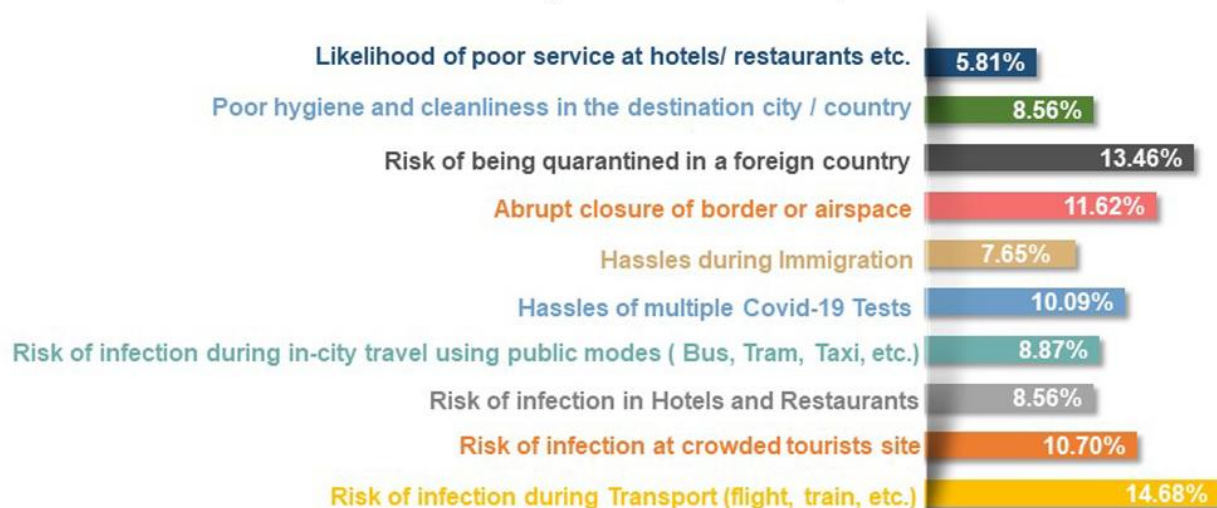 Likelihood of poor service at hotels/ restaurants etc. 5.81%
Poor hygiene and cleanliness in the destination city / country 8.56%
Risk of being quarantined in a foreign country 13.46%
Abrupt closure of border or airspace 11.62%
Hassles during Immigration 7.65%
Hassles of multiple Covid-19 Tests 10.09%
Risk of infection during in-city travel using public modes ( Bus, Tram, Taxi, etc.) 8.87%
Risk of infection in Hotels and Restaurants 8.56%
Risk of infection at crowded tourists site 10.70%
Risk of infection during Transport (flight, train, etc.) 14.68%